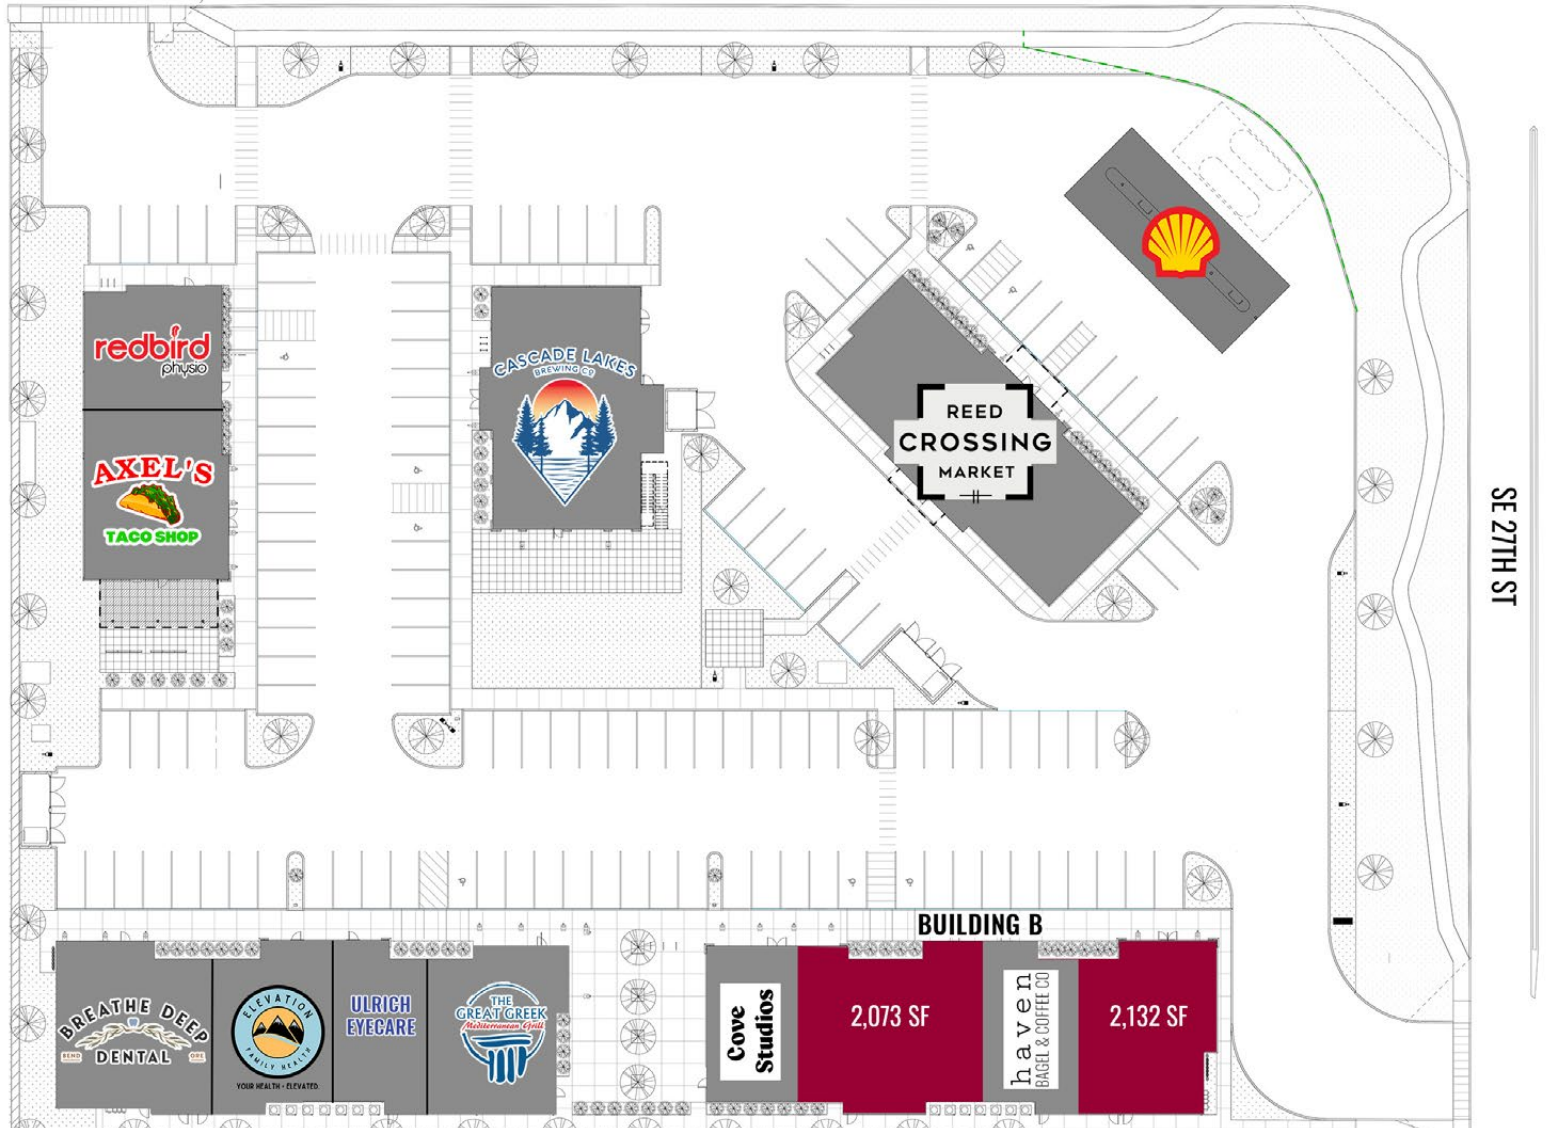 redbird
physio
AXEL'S
TACO SHOP
CASCADE LAKES
BREWING CO
REED
CROSSING
MARKET
SE 27TH ST
BUILDING B
BREATHE DEEP
BEND
ORE
DENTAL
ELEVATION
FAMILY HEALTH
YOUR HEALTH - ELEVATED.
ULRICH
EYECARE
THE
GREAT GREEK
Mediterranean Grill
Cove
Studios
2,073 SF
haven
BAGEL & COFFEE CO
2,132 SF